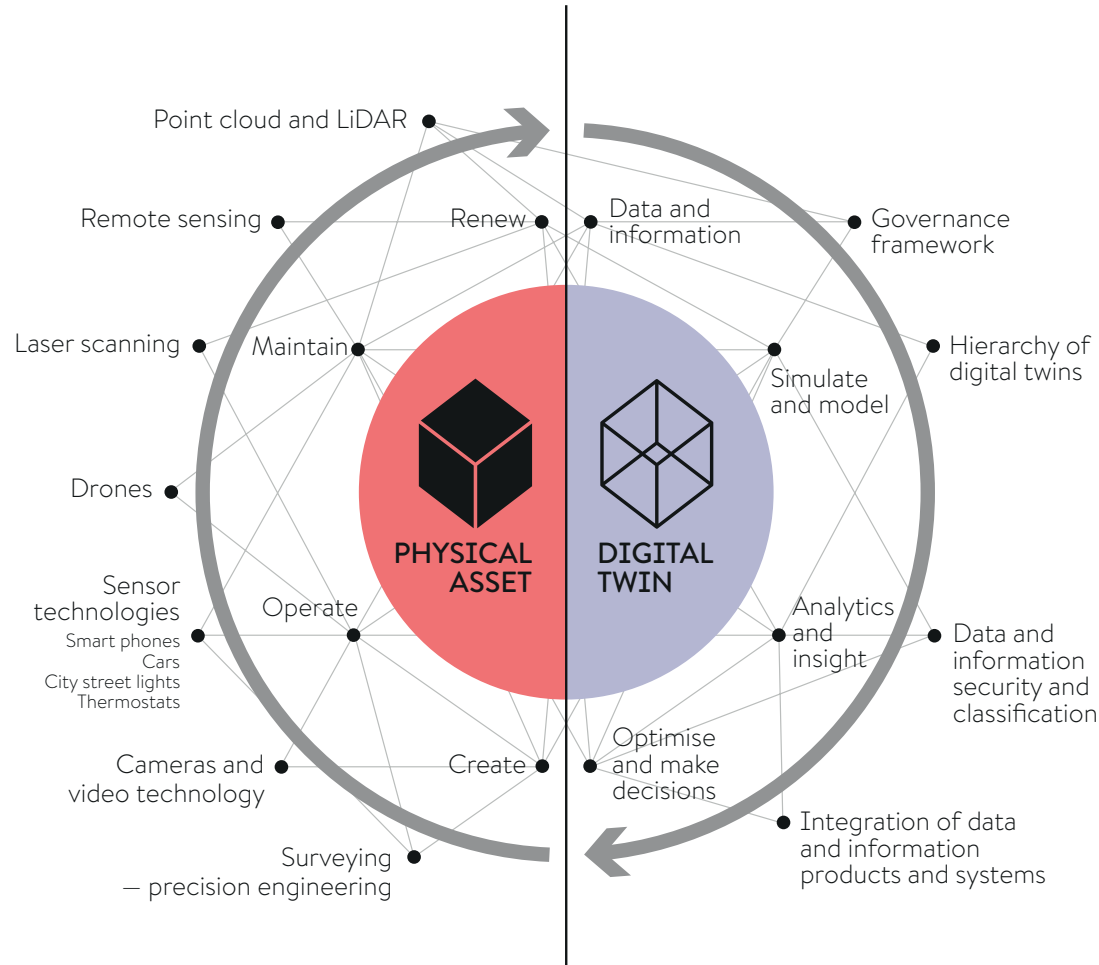 Point cloud and LiDAR
Remote sensing
Renew
Data and
information
Governance
framework
Laser scanning
Maintain
Simulate
and model
Hierarchy of
digital twins
Drones
PHYSICAL
ASSET
DIGITAL
TWIN
Sensor
technologies
Smart phones
Cars
City street lights
Thermostats
Operate
Analytics
and
insight
Data and
information
security and
classification
Cameras and
video technology
Create
Optimise
and make
decisions
Surveying
— precision engineering
Integration of data
and information
products and systems